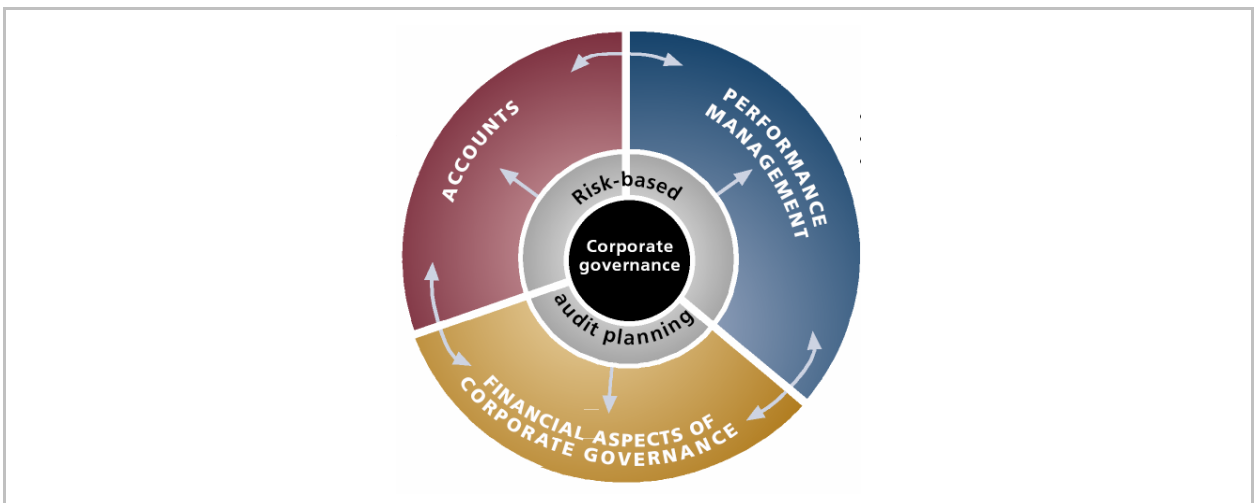 ACCOUNTS
PERFORMANCE
MANAGEMENT
Risk-based
Corporate
governance
audit planning
FINANCIAL ASPECTS OF
CORPORATE GOVERNANCE